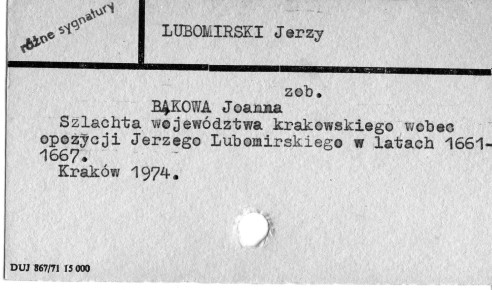 różne sygnatury
LUBOMIRSKI Jerzy
zob.
BĄKOWA Joanna
Szlachta województwa krakowskiego wobec
opozycji Jerzego Lubomirskiego w latach 1661-
1667.
Kraków 1974.
DUJ 867/71 15 000